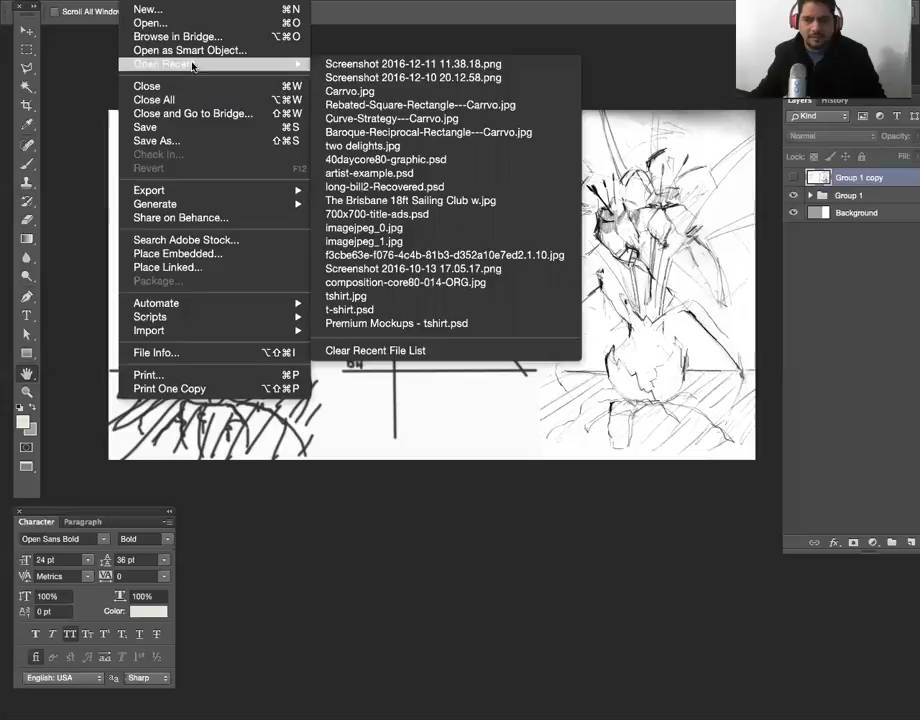 Scroll All Window
New... ⌘N
Open... ⌘O
Browse in Bridge... ⌥⌘O
Open as Smart Object...
Open Recent
Close ⌘W
Close All ⌥⌘W
Close and Go to Bridge... ⇧⌘W
Save ⌘S
Save As... ⇧⌘S
Check In...
Revert F12
Export
Generate
Share on Behance...
Search Adobe Stock...
Place Embedded...
Place Linked...
Package...
Automate
Scripts
Import
File Info... ⌥⇧⌘I
Print... ⌘P
Print One Copy ⌥⇧⌘P
Screenshot 2016-12-11 11.38.18.png
Screenshot 2016-12-10 20.12.58.png
Carrvo.jpg
Rebated-Square-Rectangle---Carrvo.jpg
Curve-Strategy---Carrvo.jpg
Baroque-Reciprocal-Rectangle---Carrvo.jpg
two delights.jpg
40daycore80-graphic.psd
artist-example.psd
long-bill2-Recovered.psd
The Brisbane 18ft Sailing Club w.jpg
700x700-title-ads.psd
imagejpeg_0.jpg
imagejpeg_1.jpg
f3cbe63e-f076-4c4b-81b3-d352a10e7ed2.1.10.jpg
Screenshot 2016-10-13 17.05.17.png
composition-core80-014-ORG.jpg
tshirt.jpg
t-shirt.psd
Premium Mockups - tshirt.psd
Clear Recent File List
Layers History
Kind
Normal Opacity:
Lock: Fill:
Group 1 copy
Group 1
Background
Character Paragraph
Open Sans Bold Bold
24 pt 36 pt
Metrics 0
100% 100%
0 pt Color:
English: USA Sharp